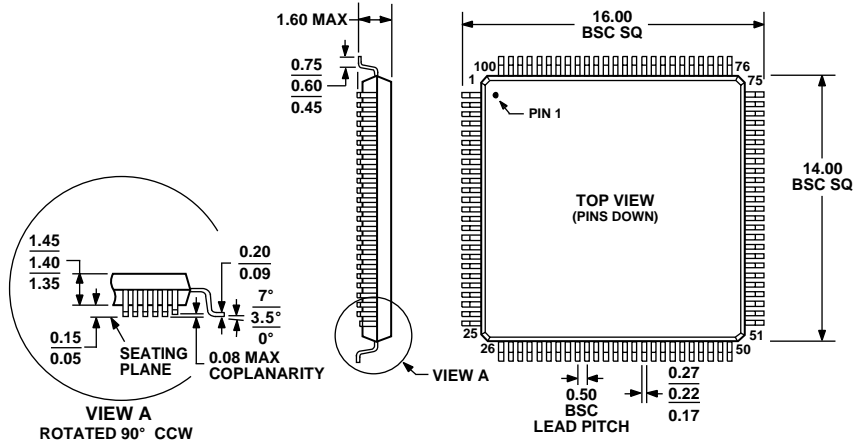 1.60 MAX
16.00
BSC SQ
0.75
0.60
0.45
100
76
1
75
PIN 1
14.00
BSC SQ
TOP VIEW
(PINS DOWN)
1.45
1.40
1.35
0.20
0.09
7°
3.5°
0°
0.15
0.05
SEATING
PLANE
0.08 MAX
COPLANARITY
VIEW A
ROTATED 90° CCW
VIEW A
25
26
51
50
0.50
BSC
LEAD PITCH
0.27
0.22
0.17